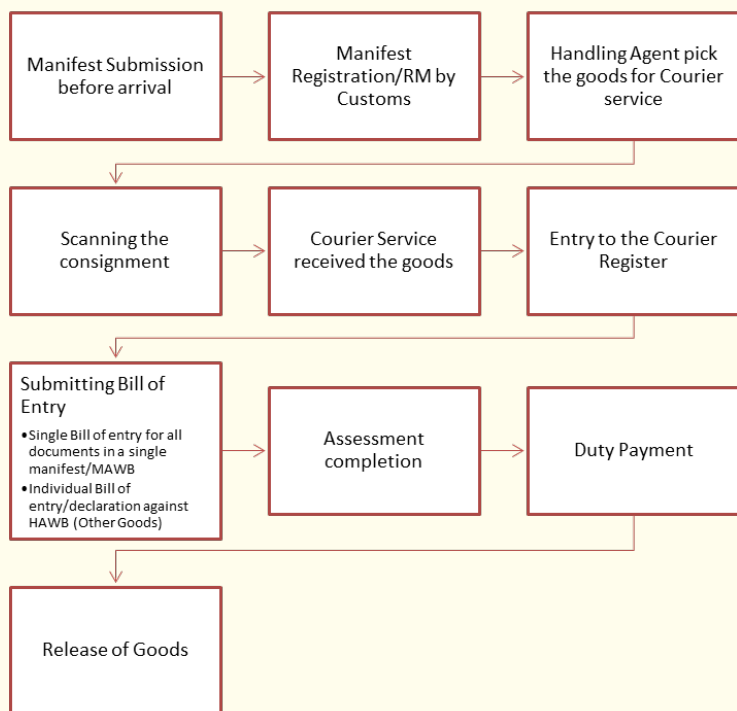 Manifest Submission
before arrival
Manifest
Registration/RM by
Customs
Handling Agent pick
the goods for Courier
service
Scanning the
consignment
Courier Service
received the goods
Entry to the Courier
Register
Submitting Bill of
Entry
•Single Bill of entry for all
documents in a single
manifest/MAWB
•Individual Bill of
entry/declaration against
HAWB (Other Goods)
Assessment
completion
Duty Payment
Release of Goods